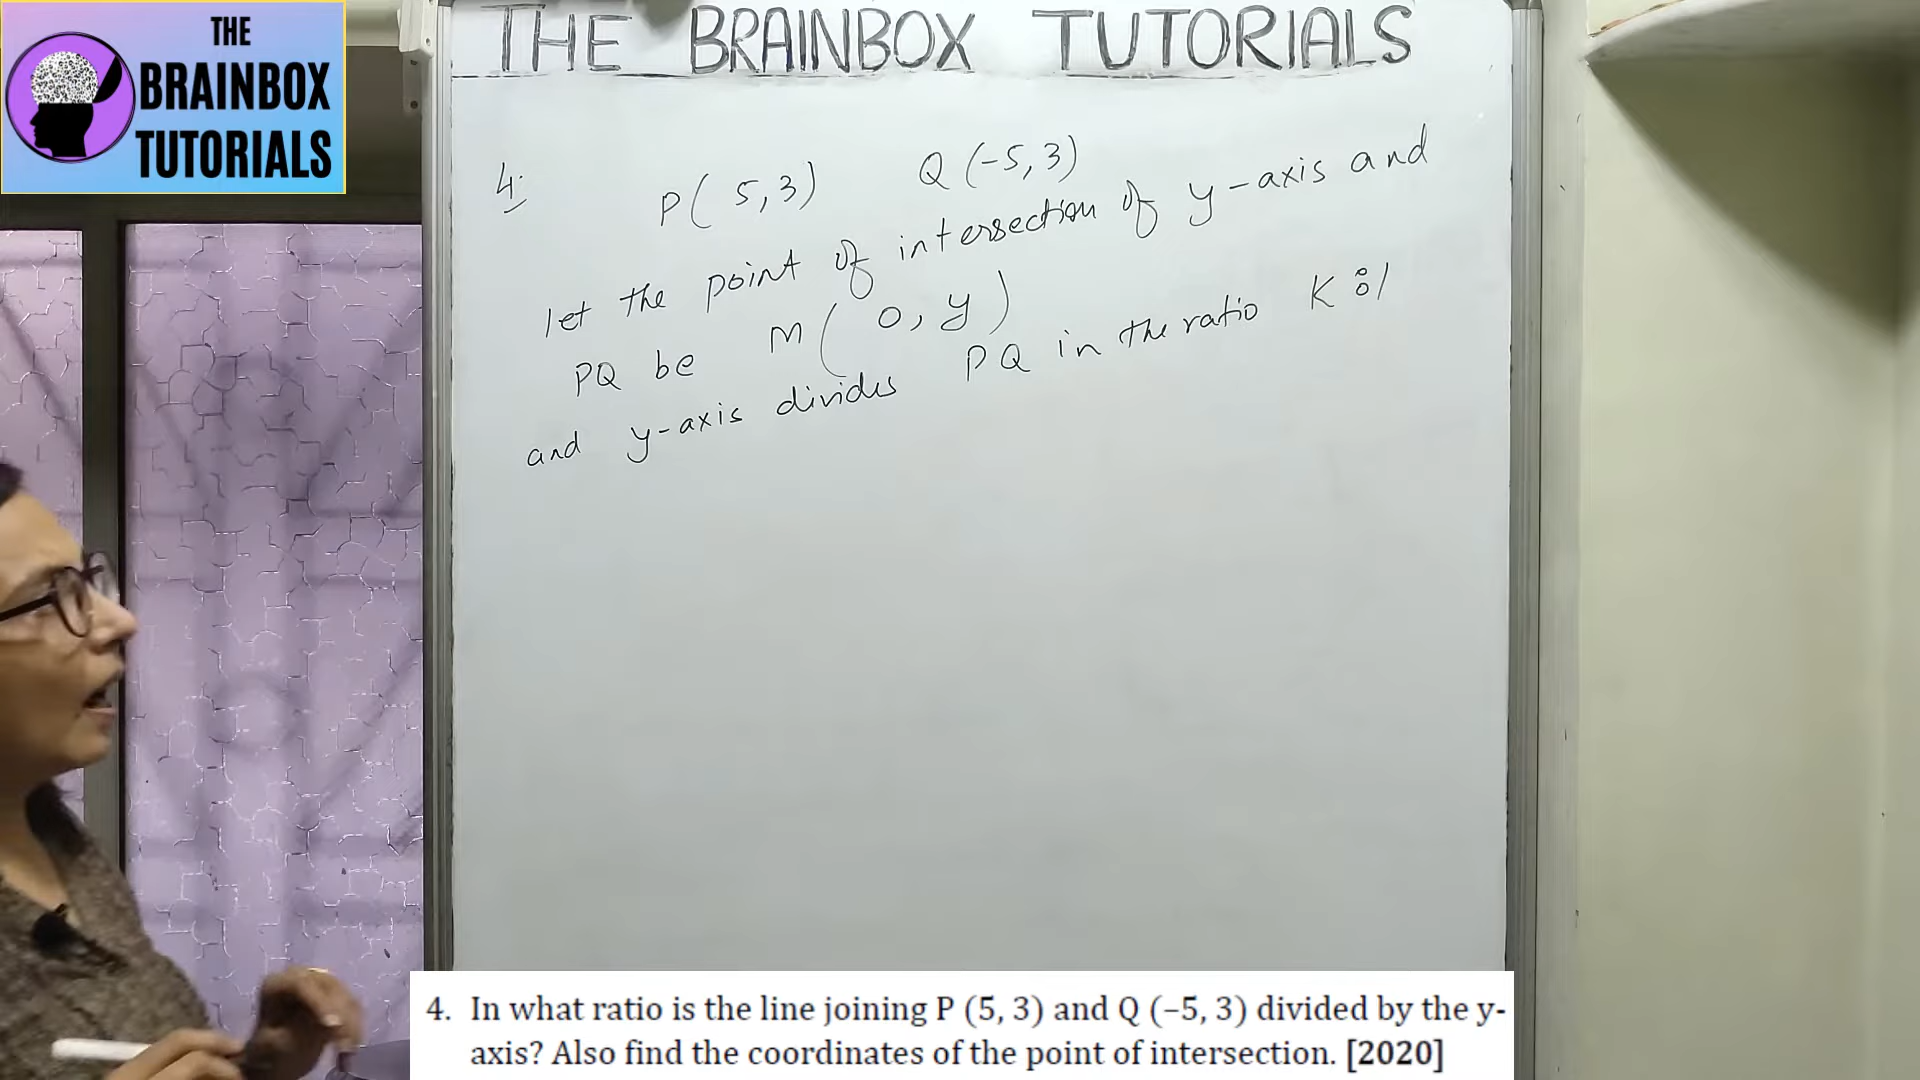 THE
BRAINBOX
TUTORIALS
THE BRAINBOX TUTORIALS
4. P(5,3) Q(-5,3)
let the point of intersection of y-axis and
PQ be M(0, y)
and y-axis divides PQ in the ratio K:1
4. In what ratio is the line joining P (5, 3) and Q (−5, 3) divided by the y-
axis? Also find the coordinates of the point of intersection. [2020]